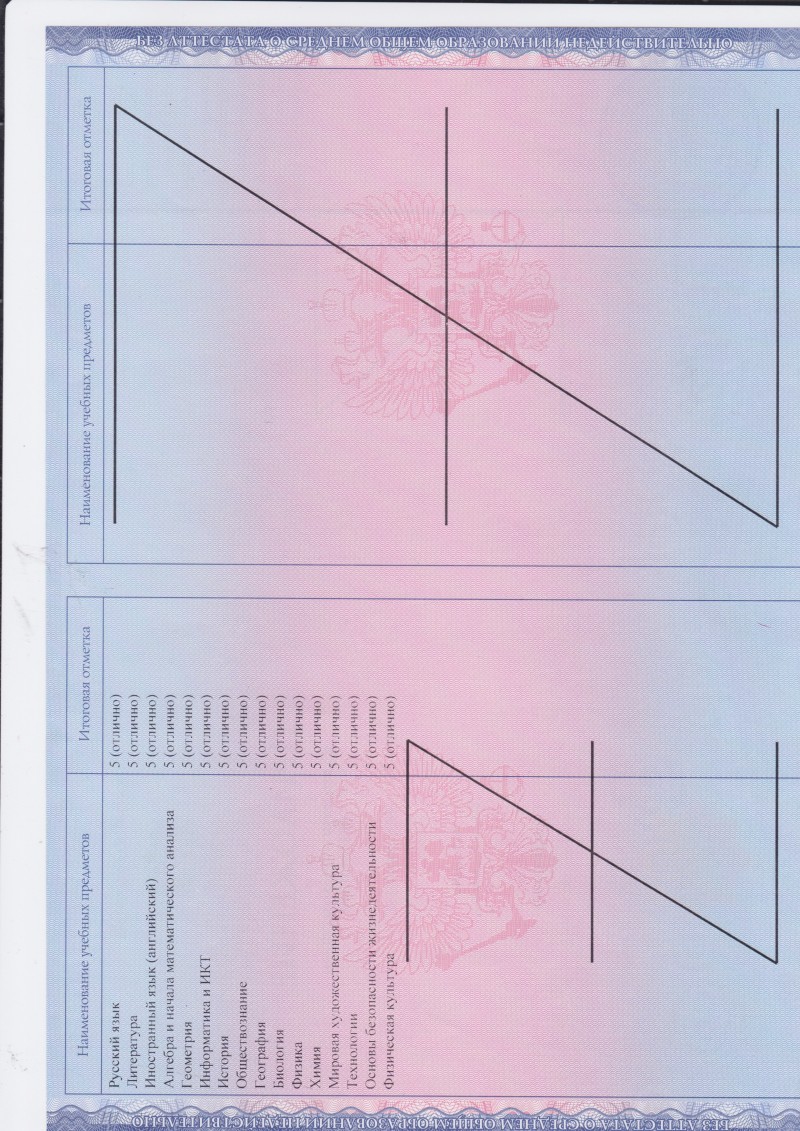 БЕЗ АТТЕСТАТА О СРЕДНЕМ ОБЩЕМ ОБРАЗОВАНИИ НЕДЕЙСТВИТЕЛЬНО
Наименование учебных предметов Итоговая отметка
Русский язык 5 (отлично)
Литература 5 (отлично)
Иностранный язык (английский) 5 (отлично)
Алгебра и начала математического анализа 5 (отлично)
Геометрия 5 (отлично)
Информатика и ИКТ 5 (отлично)
История 5 (отлично)
Обществознание 5 (отлично)
География 5 (отлично)
Биология 5 (отлично)
Физика 5 (отлично)
Химия 5 (отлично)
Мировая художественная культура 5 (отлично)
Технологии 5 (отлично)
Основы безопасности жизнедеятельности 5 (отлично)
Физическая культура 5 (отлично)
Наименование учебных предметов Итоговая отметка
БЕЗ АТТЕСТАТА О СРЕДНЕМ ОБЩЕМ ОБРАЗОВАНИИ НЕДЕЙСТВИТЕЛЬНО